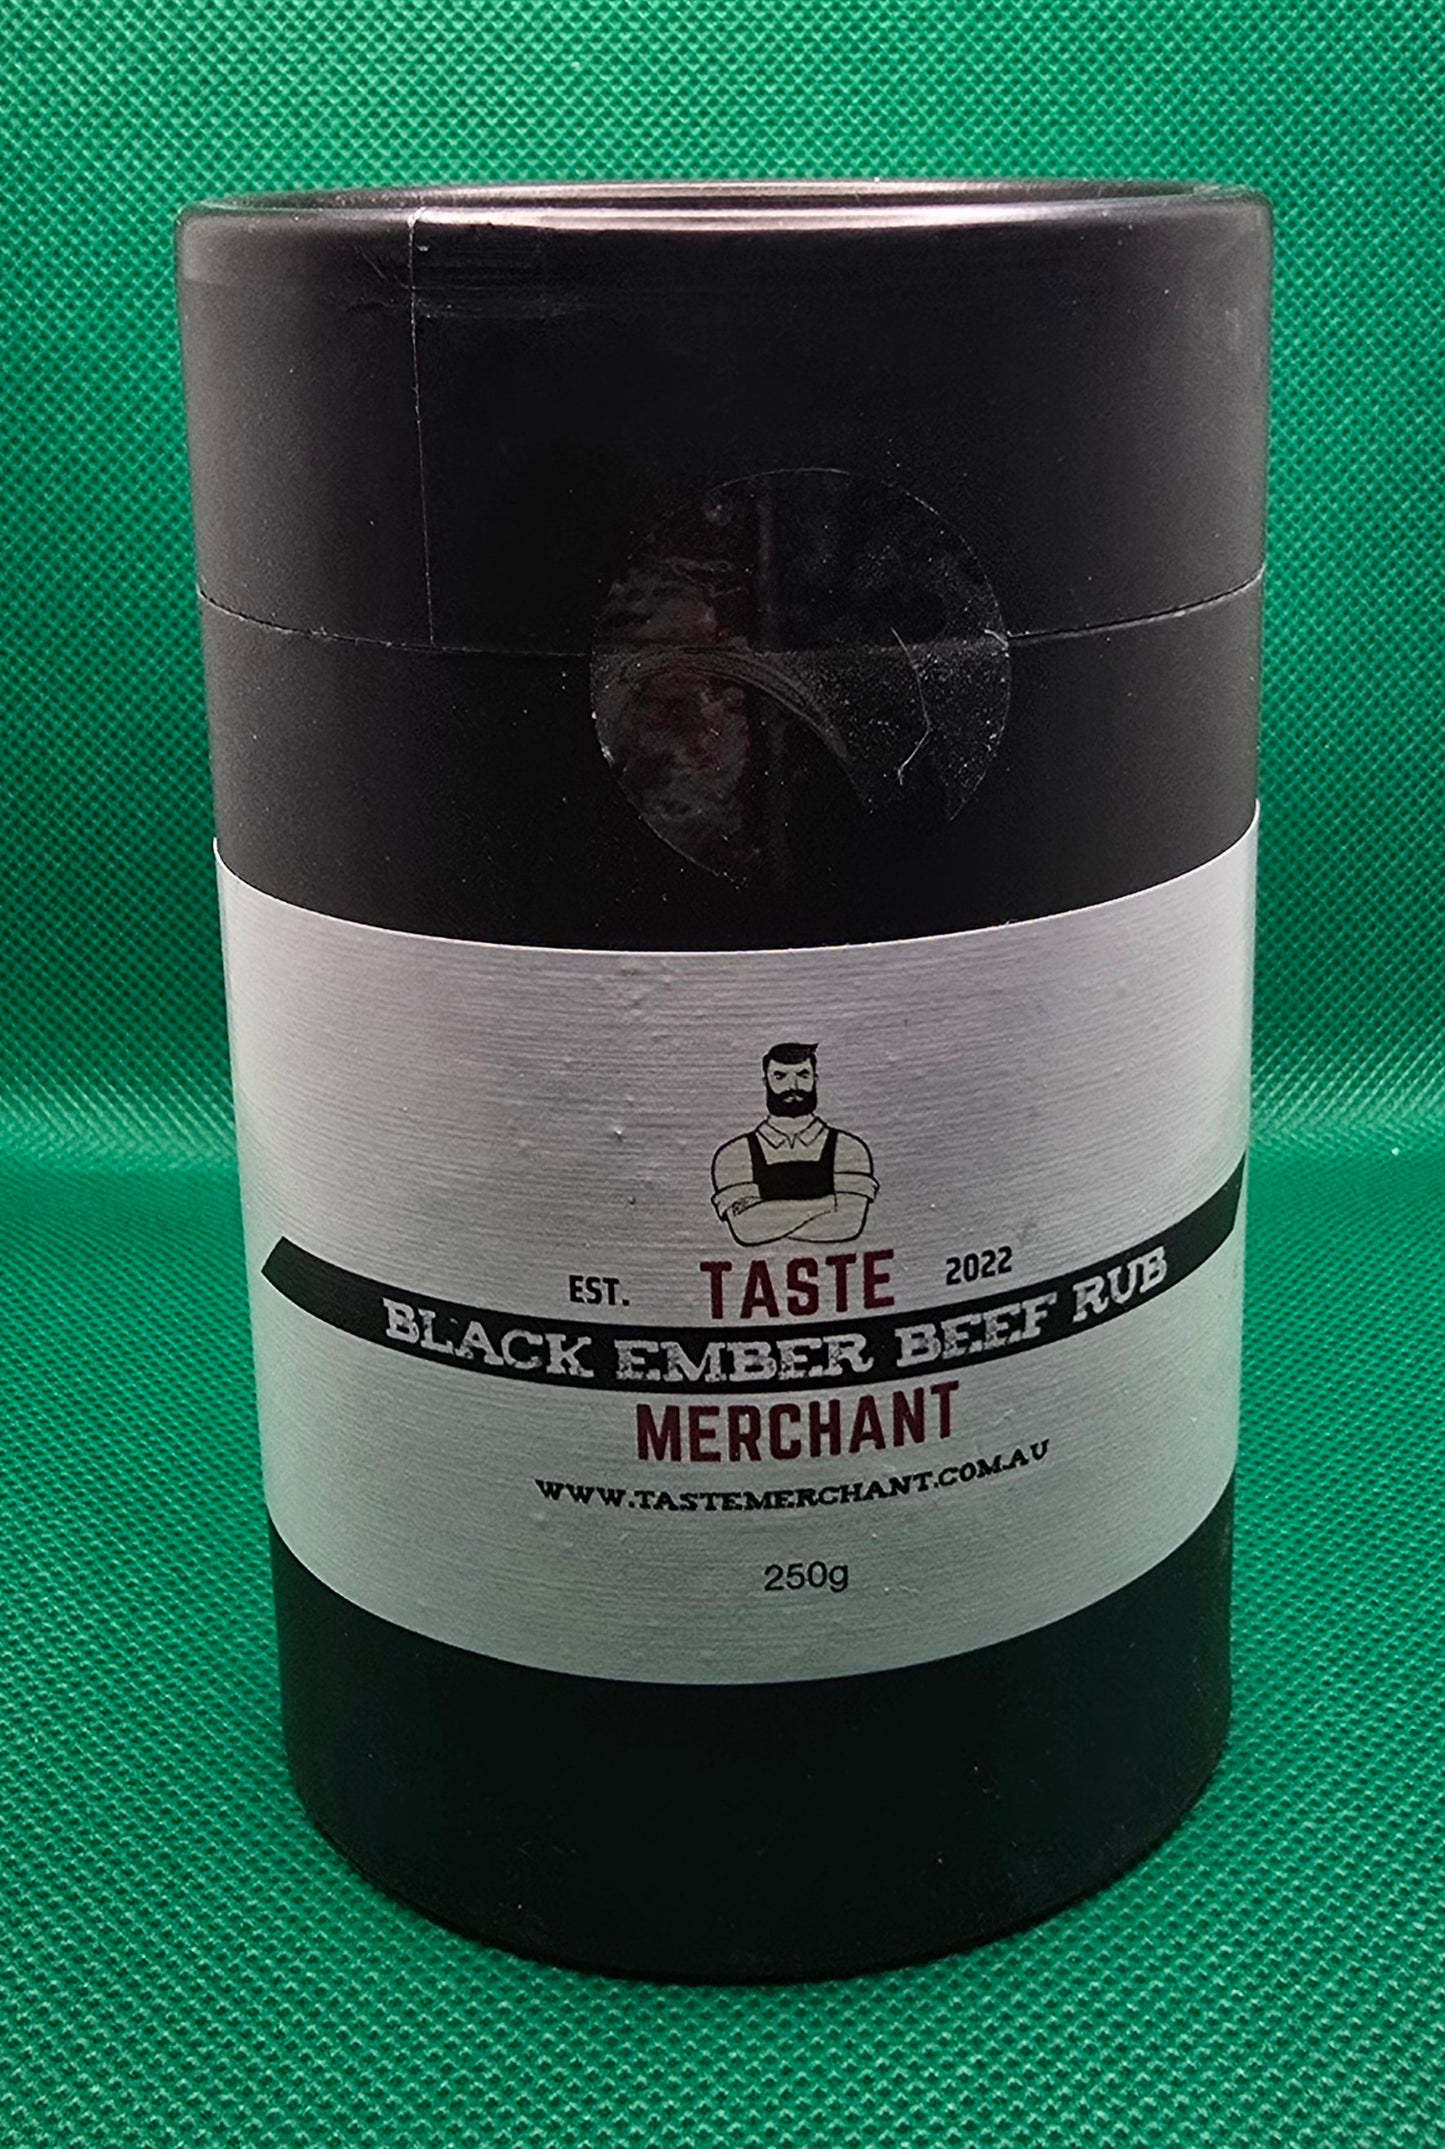 EST. TASTE 2022
BLACK EMBER BEEF RUB
MERCHANT
WWW.TASTEMERCHANT.COM.AU
250g